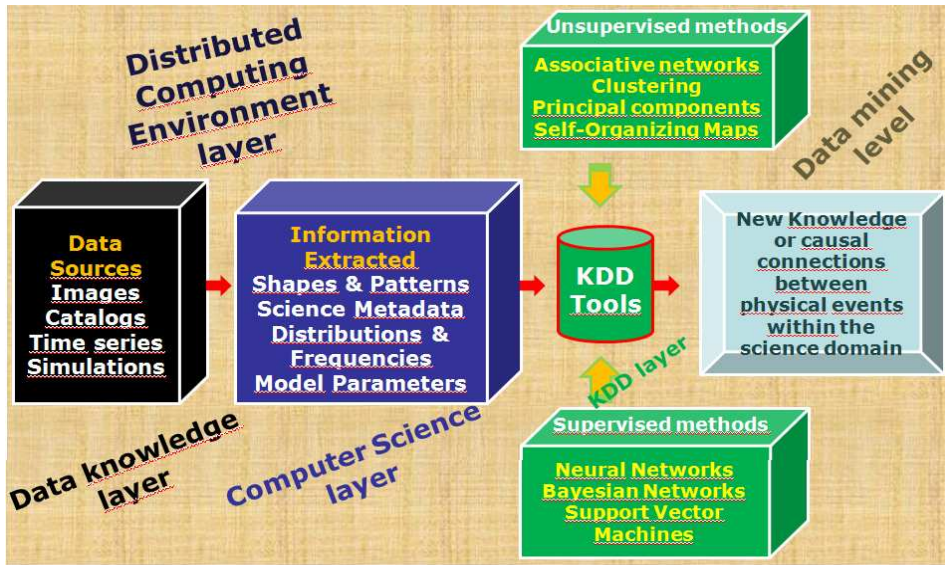 Distributed
Computing
Environment
layer
Unsupervised methods
Associative networks
Clustering
Principal components
Self-Organizing Maps
Data mining
level
Data
Sources
Images
Catalogs
Time series
Simulations
Information
Extracted
Shapes & Patterns
Science Metadata
Distributions &
Frequencies
Model Parameters
KDD
Tools
New Knowledge
or causal
connections
between
physical events
within the
science domain
KDD layer
Data knowledge
layer
Computer Science
layer
Supervised methods
Neural Networks
Bayesian Networks
Support Vector
Machines